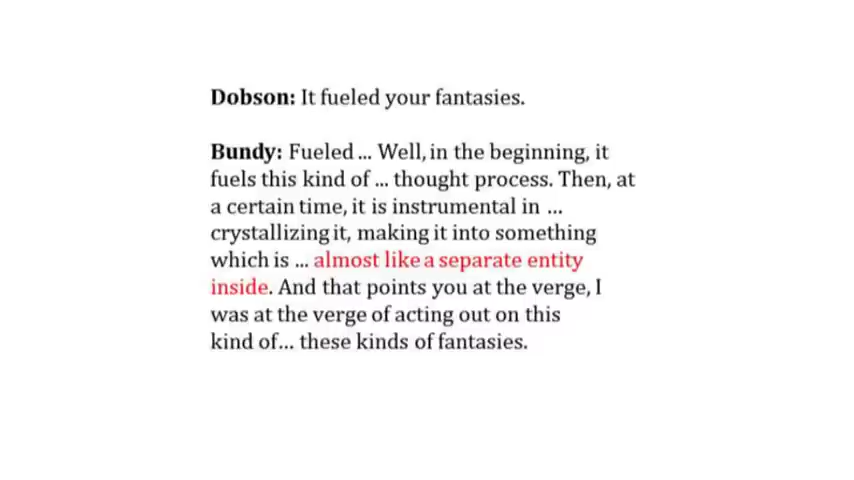 Dobson: It fueled your fantasies.
Bundy: Fueled ... Well, in the beginning, it
fuels this kind of ... thought process. Then, at
a certain time, it is instrumental in ...
crystallizing it, making it into something
which is ... almost like a separate entity
inside. And that points you at the verge, I
was at the verge of acting out on this
kind of... these kinds of fantasies.